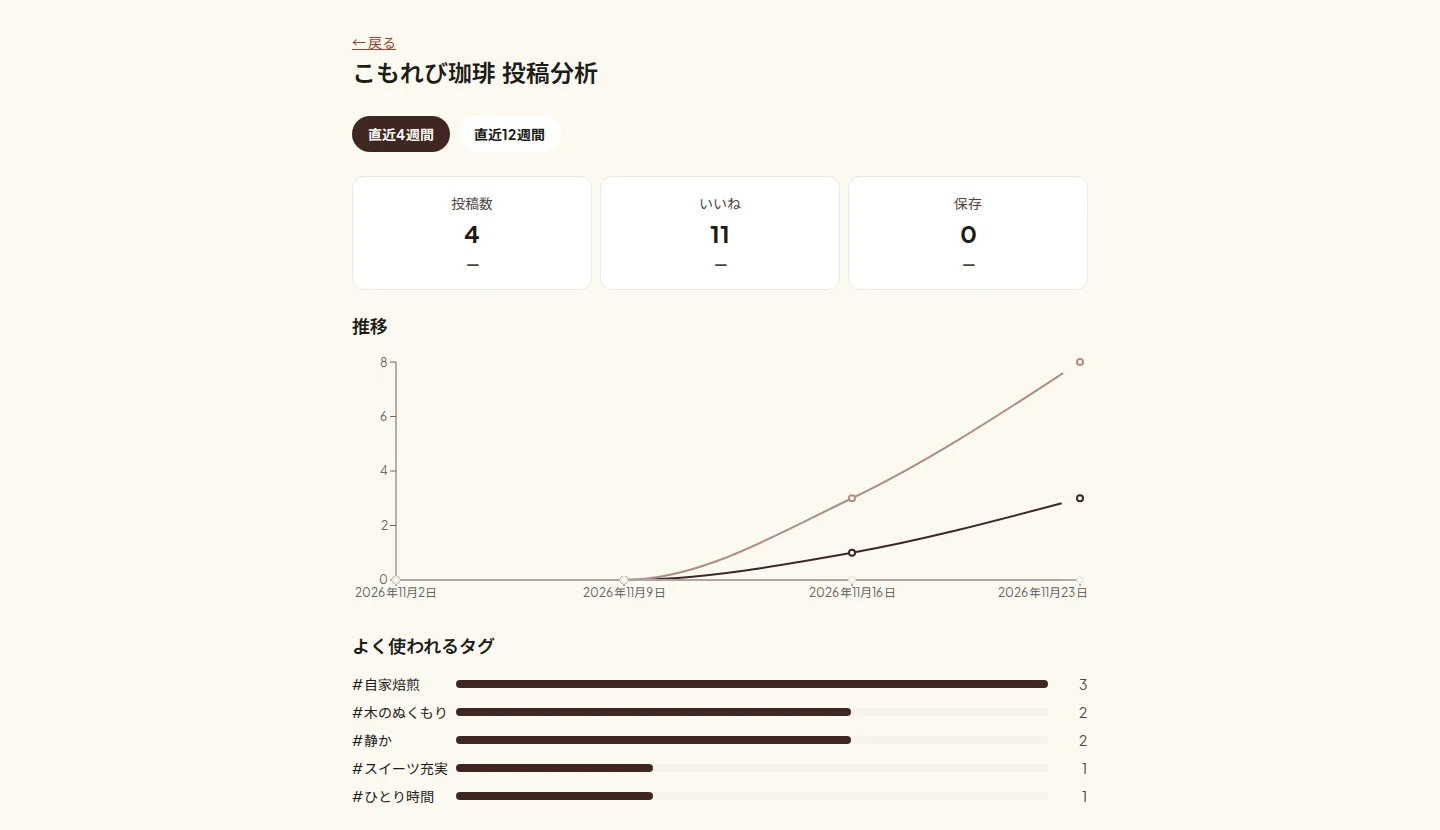 ←戻る
こもれび珈琲 投稿分析
直近4週間 直近12週間
投稿数 いいね 保存
4 11 0
— — —
推移
8
6
4
2
0
2026年11月2日 2026年11月9日 2026年11月16日 2026年11月23日
よく使われるタグ
#自家焙煎 3
#木のぬくもり 2
#静か 2
#スイーツ充実 1
#ひとり時間 1